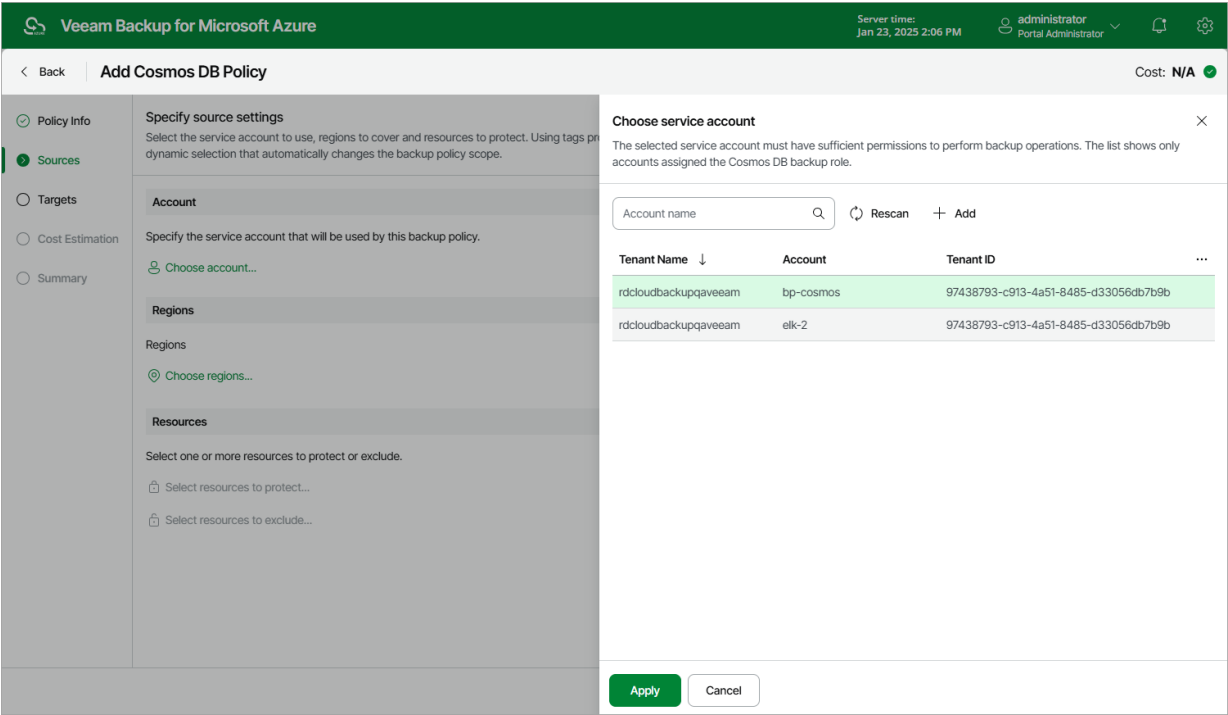 Veeam Backup for Microsoft Azure
Server time:
Jan 23, 2025 2:06 PM
administrator
Portal Administrator
Back
Add Cosmos DB Policy
Cost: N/A
Policy Info
Sources
Targets
Cost Estimation
Summary
Specify source settings
Select the service account to use, regions to cover and resources to protect. Using tags pro
dynamic selection that automatically changes the backup policy scope.
Account
Specify the service account that will be used by this backup policy.
Choose account...
Regions
Regions
Choose regions...
Resources
Select one or more resources to protect or exclude.
Select resources to protect...
Select resources to exclude...
Choose service account
The selected service account must have sufficient permissions to perform backup operations. The list shows only
accounts assigned the Cosmos DB backup role.
Account name
Rescan
Add
Tenant Name Account Tenant ID
rdcloudbackupqaveeam bp-cosmos 97438793-c913-4a51-8485-d33056db7b9b
rdcloudbackupqaveeam elk-2 97438793-c913-4a51-8485-d33056db7b9b
Apply
Cancel